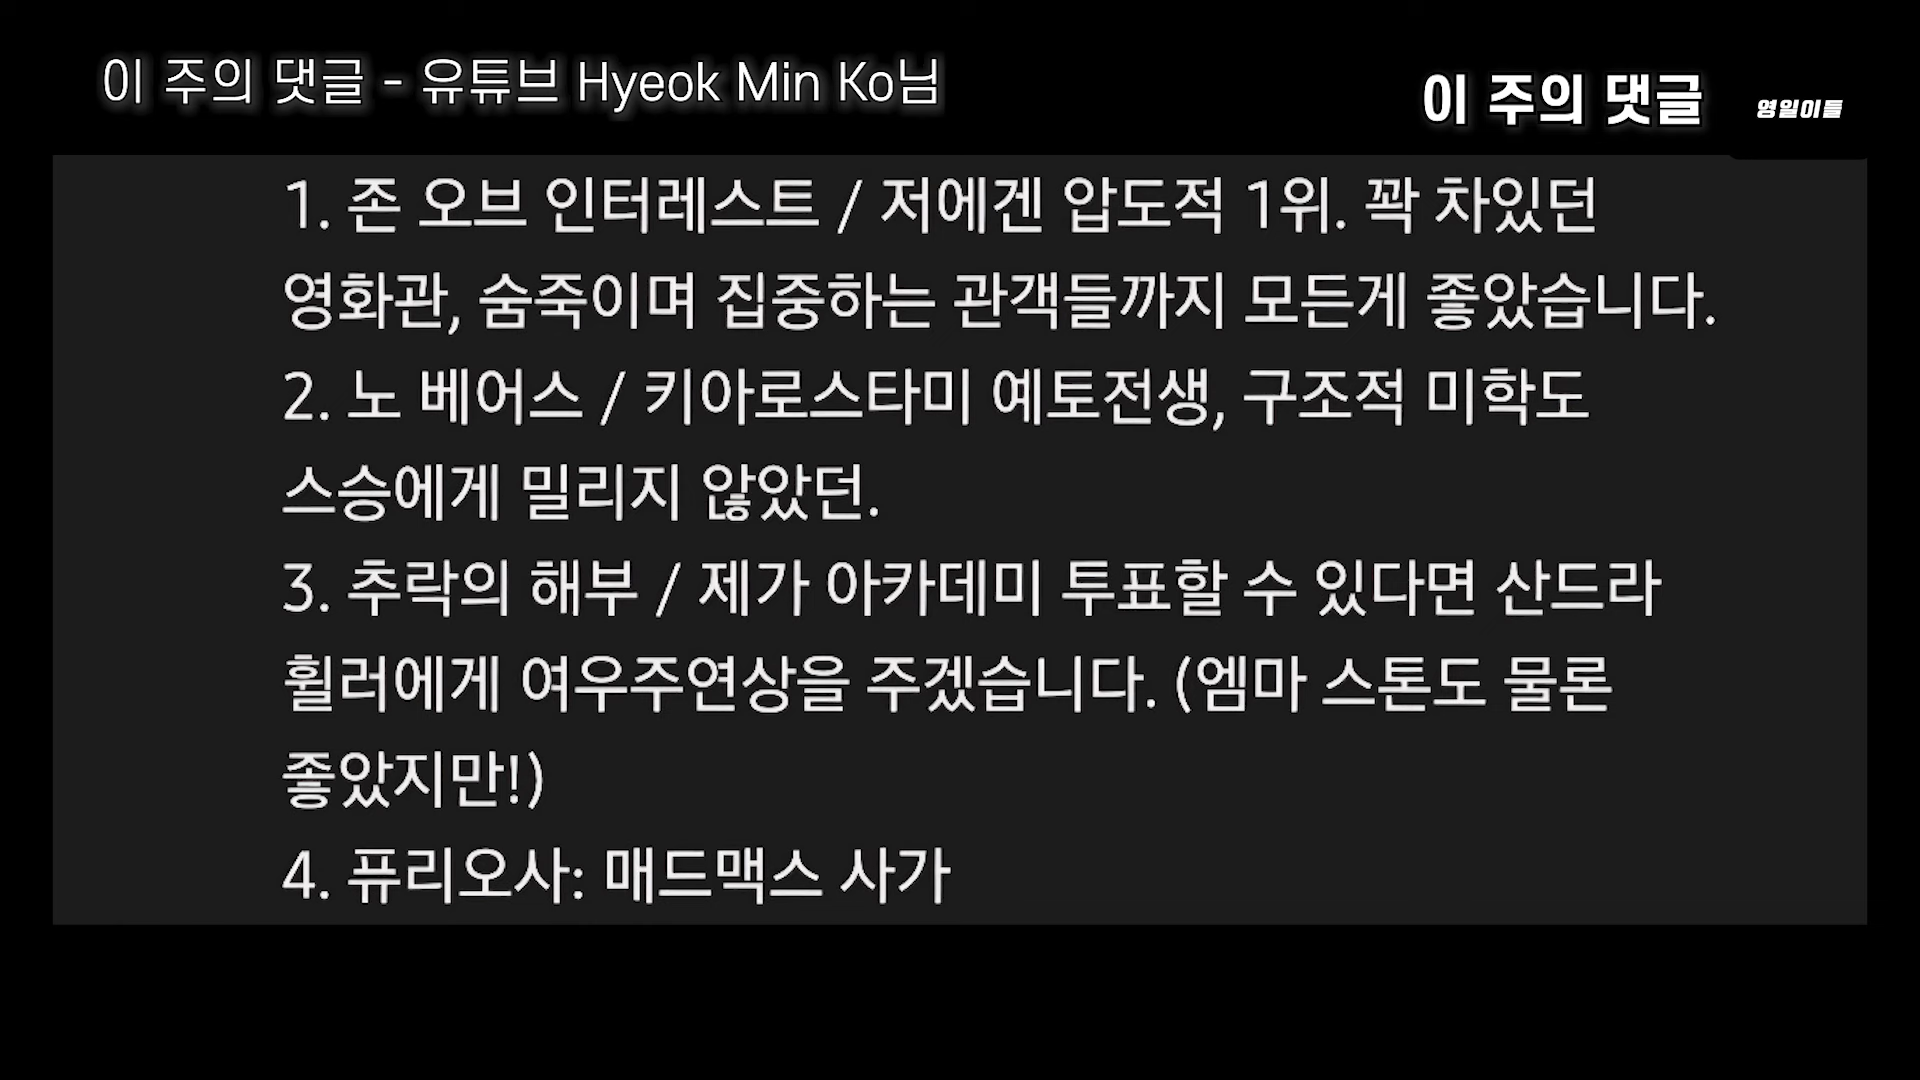 이 주의 댓글 - 유튜브 Hyeok Min Ko님
이 주의 댓글
영일이들
1. 존 오브 인터레스트 / 저에겐 압도적 1위. 꽉 차있던
영화관, 숨죽이며 집중하는 관객들까지 모든게 좋았습니다.
2. 노 베어스 / 키아로스타미 예토전생, 구조적 미학도
스승에게 밀리지 않았던.
3. 추락의 해부 / 제가 아카데미 투표할 수 있다면 산드라
휠러에게 여우주연상을 주겠습니다. (엠마 스톤도 물론
좋았지만!)
4. 퓨리오사: 매드맥스 사가